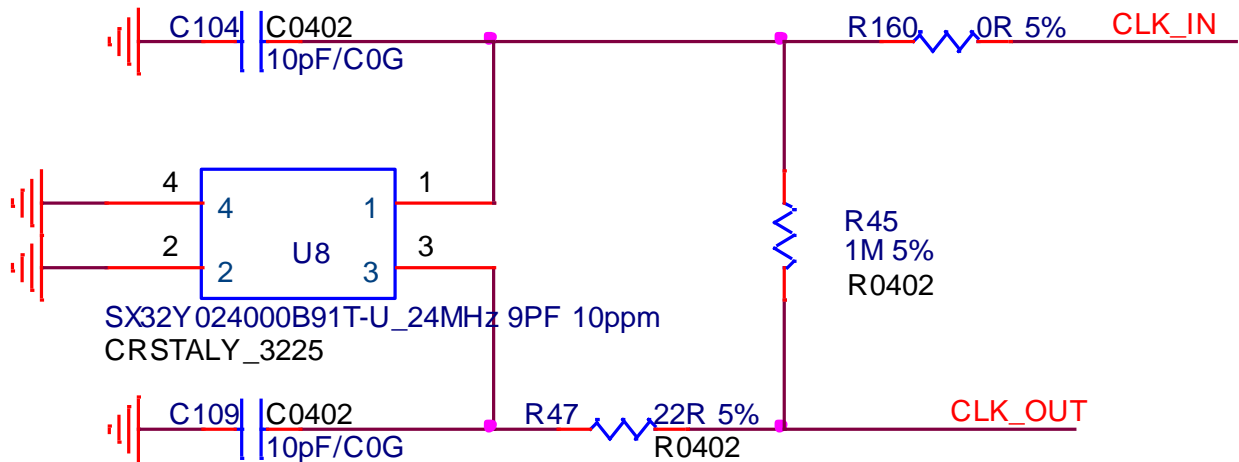 C104 C0402 R160 0R 5% CLK_IN
10pF/C0G
4 1
4 1
R45
U8
1M 5%
2 3
2 3
R0402
SX32Y024000B91T-U_24MHz 9PF 10ppm
CRSTALY_3225
C109 C0402 R47 22R 5% CLK_OUT
10pF/C0G R0402